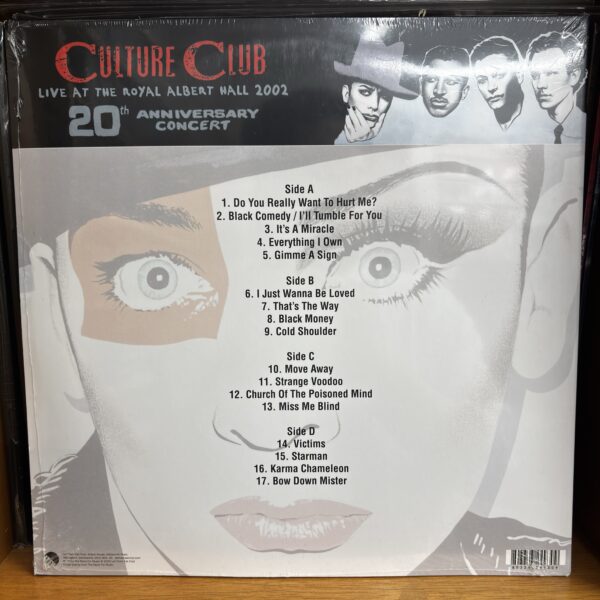 CULTURE CLUB
LIVE AT THE ROYAL ALBERT HALL 2002
20th ANNIVERSARY
CONCERT
Side A
1. Do You Really Want To Hurt Me?
2. Black Comedy / I'll Tumble For You
3. It's A Miracle
4. Everything I Own
5. Gimme A Sign
Side B
6. I Just Wanna Be Loved
7. That's The Way
8. Black Money
9. Cold Shoulder
Side C
10. Move Away
11. Strange Voodoo
12. Church Of The Poisoned Mind
13. Miss Me Blind
Side D
14. Victims
15. Starman
16. Karma Chameleon
17. Bow Down Mister